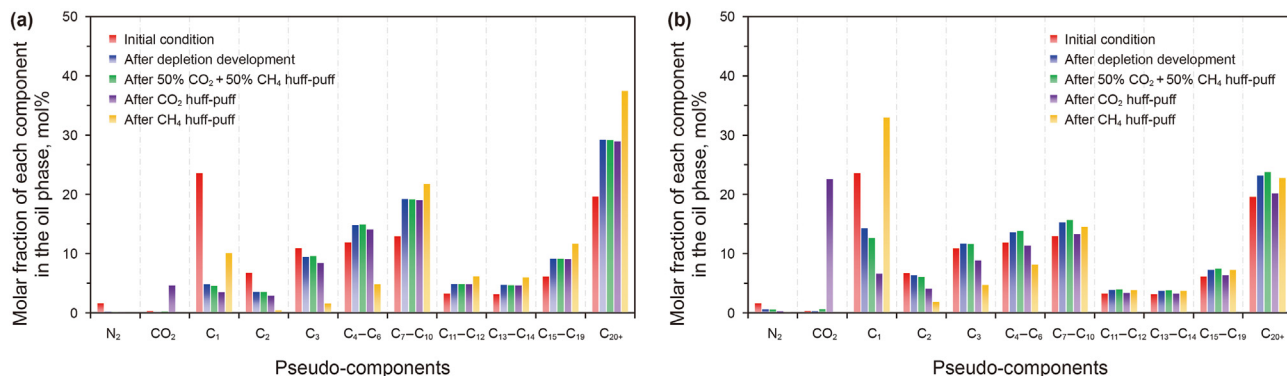 (a)
Molar fraction of each component
in the oil phase, mol%
50
40
30
20
10
0
Initial condition
After depletion development
After 50% CO₂ + 50% CH₄ huff-puff
After CO₂ huff-puff
After CH₄ huff-puff
N₂ CO₂ C₁ C₂ C₃ C₄–C₆ C₇–C₁₀ C₁₁–C₁₂ C₁₃–C₁₄ C₁₅–C₁₉ C₂₀₊
Pseudo-components
(b)
Molar fraction of each component
in the oil phase, mol%
50
40
30
20
10
0
Initial condition
After depletion development
After 50% CO₂ + 50% CH₄ huff-puff
After CO₂ huff-puff
After CH₄ huff-puff
N₂ CO₂ C₁ C₂ C₃ C₄–C₆ C₇–C₁₀ C₁₁–C₁₂ C₁₃–C₁₄ C₁₅–C₁₉ C₂₀₊
Pseudo-components